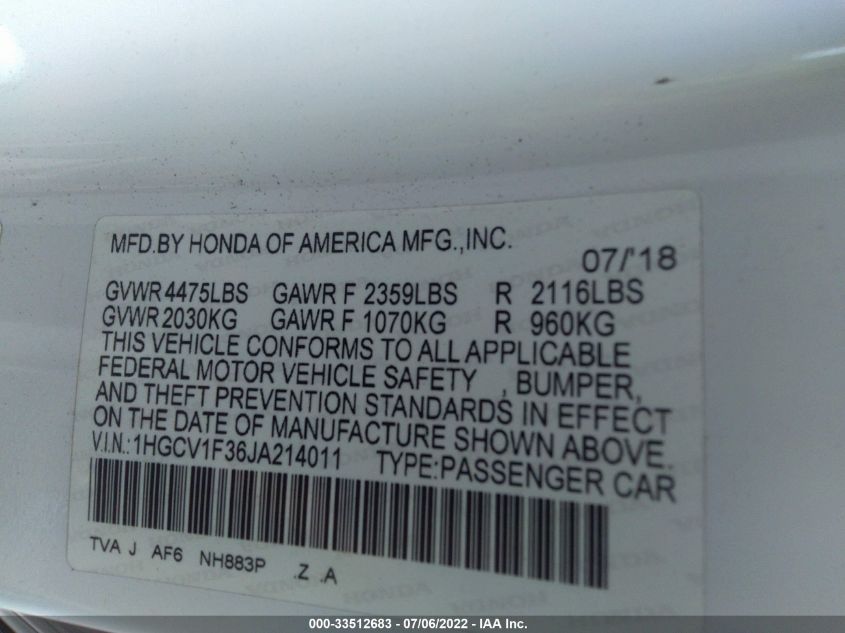 MFD.BY HONDA OF AMERICA MFG.,INC. 07/'18
GVWR 4475LBS GAWR F 2359LBS R 2116LBS
GVWR 2030KG GAWR F 1070KG R 960KG
THIS VEHICLE CONFORMS TO ALL APPLICABLE
FEDERAL MOTOR VEHICLE SAFETY , BUMPER,
AND THEFT PREVENTION STANDARDS IN EFFECT
ON THE DATE OF MANUFACTURE SHOWN ABOVE.
V.I.N.:1HGCV1F36JA214011 TYPE:PASSENGER CAR
TVA J AF6 NH883P .Z .A
000-33512683 - 07/06/2022 - IAA Inc.